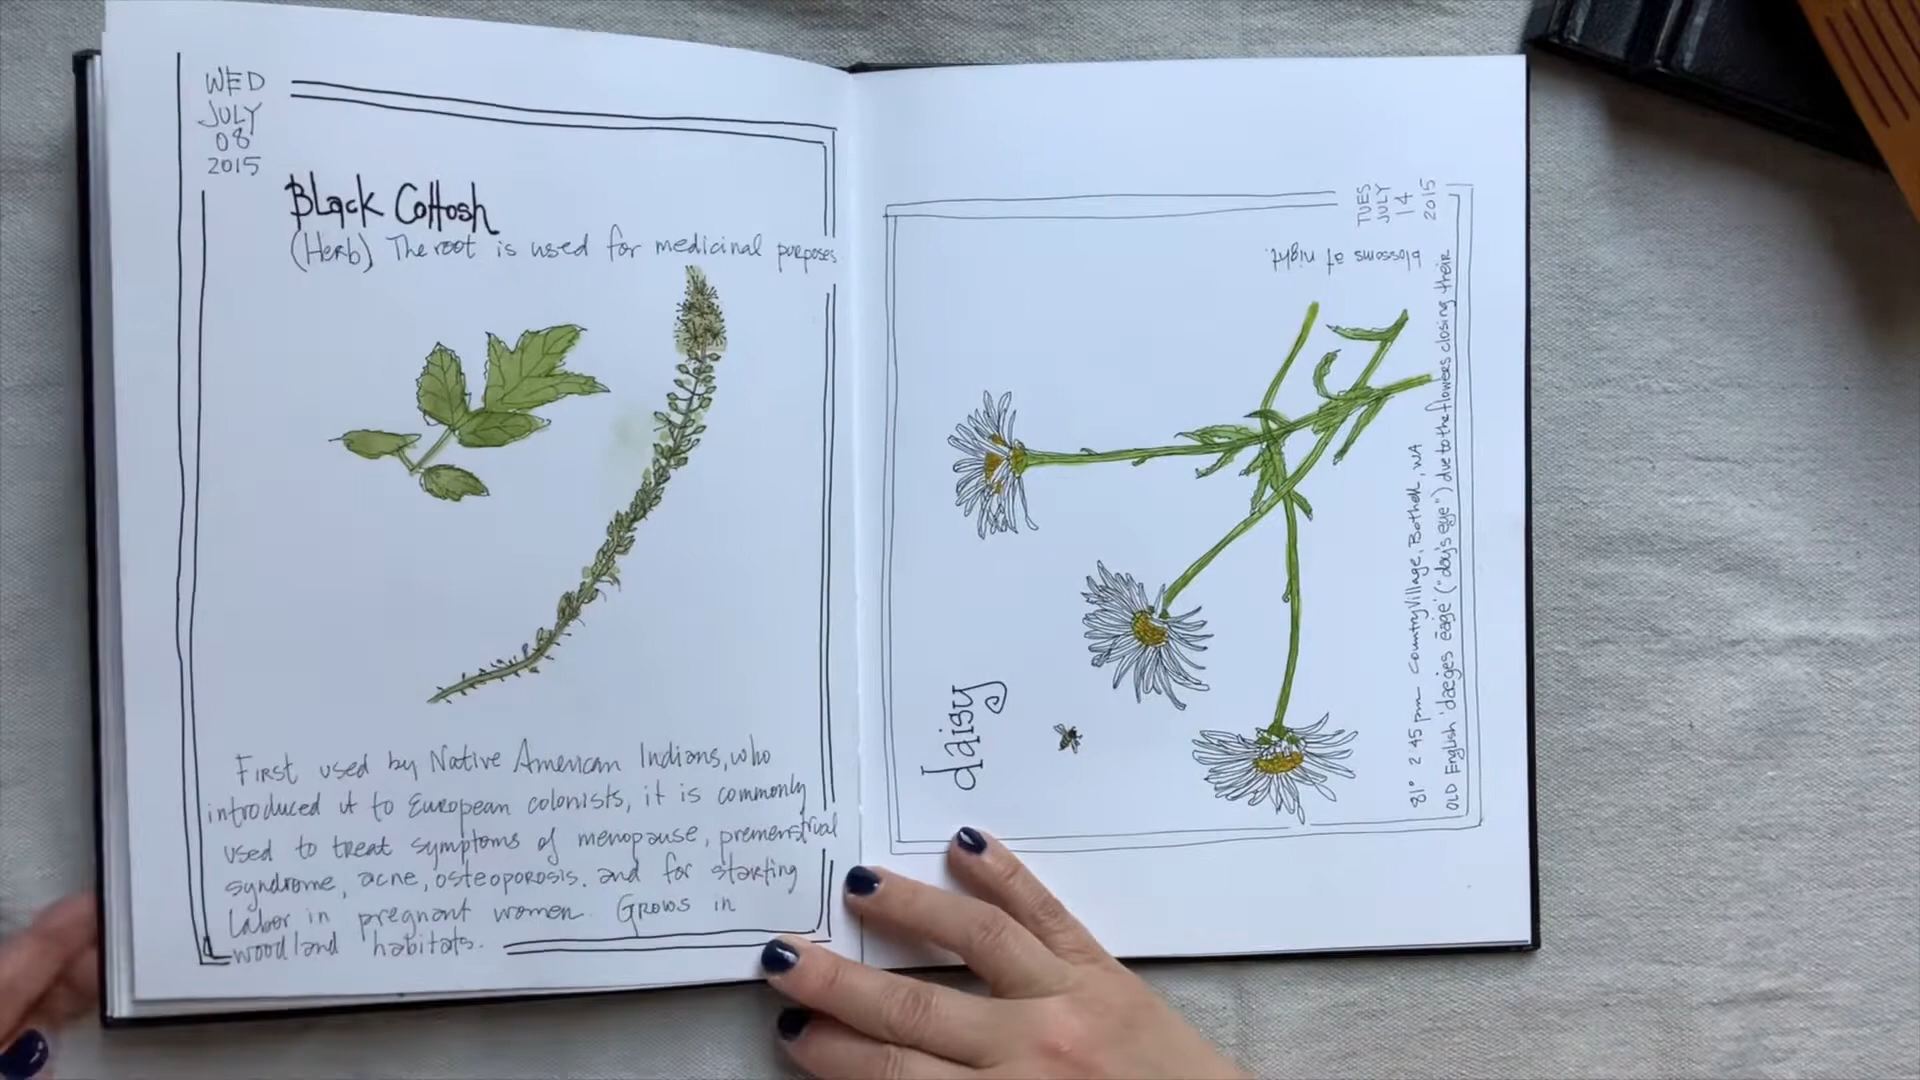 WED
JULY
08
2015
Black Cohosh
(Herb) The root is used for medicinal purposes
First used by Native American Indians, who
introduced it to European colonists, it is commonly
used to treat symptoms of menopause, premenstrual
syndrome, acne, osteoporosis, and for starting
labor in pregnant women. Grows in
woodland habitats.
TUES
JULY
14
2015
daisy
81° 2:45 pm Country Village, Bothell, WA
OLD English 'daeges eage' ("day's eye") due to the flowers closing their
blossoms at night.